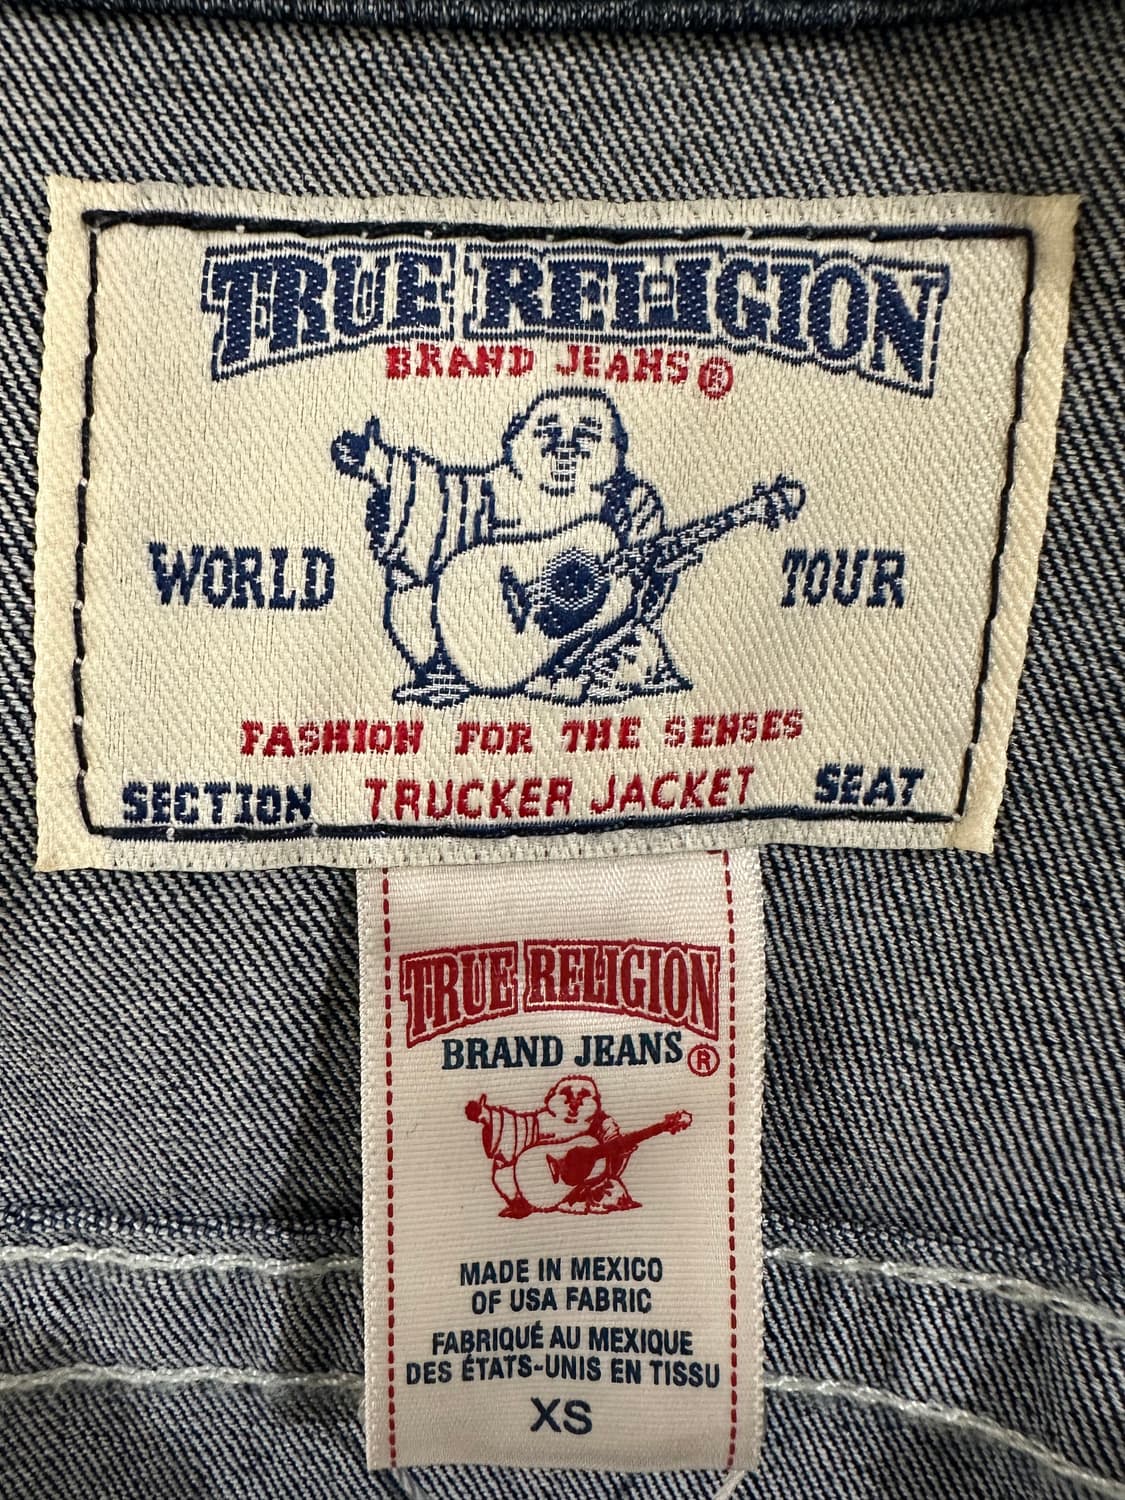 TRUE RELIGION
BRAND JEANS®
WORLD TOUR
FASHION FOR THE SENSES
SECTION TRUCKER JACKET SEAT
TRUE RELIGION
BRAND JEANS®
MADE IN MEXICO
OF USA FABRIC
FABRIQUÉ AU MEXIQUE
DES ÉTATS-UNIS EN TISSU
XS